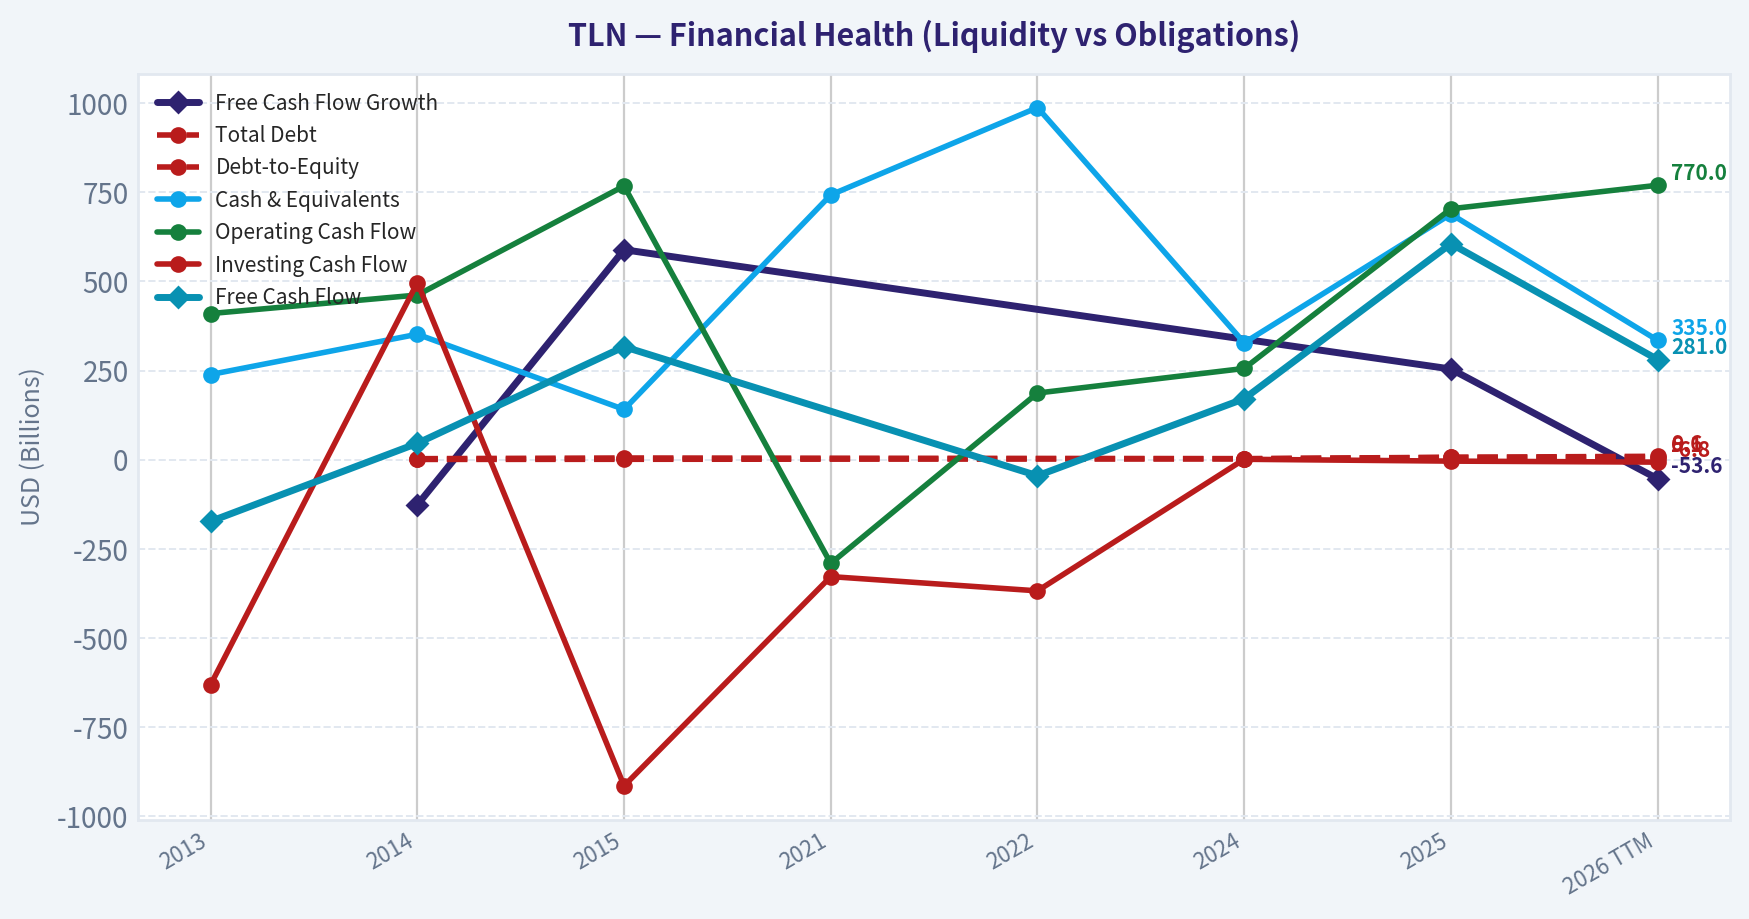 TLN — Financial Health (Liquidity vs Obligations)
USD (Billions)
1000
750
500
250
0
-250
-500
-750
-1000
Free Cash Flow Growth
Total Debt
Debt-to-Equity
Cash & Equivalents
Operating Cash Flow
Investing Cash Flow
Free Cash Flow
770.0
335.0
281.0
-6.8
-53.6
2013
2014
2015
2021
2022
2024
2025
2026 TTM